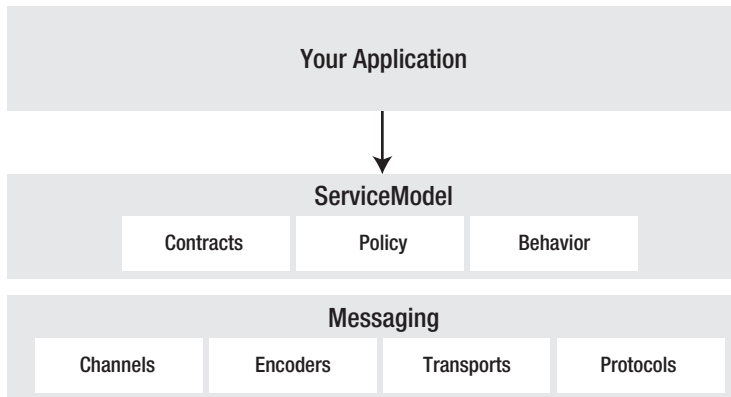 Your Application
ServiceModel
Contracts Policy Behavior
Messaging
Channels Encoders Transports Protocols